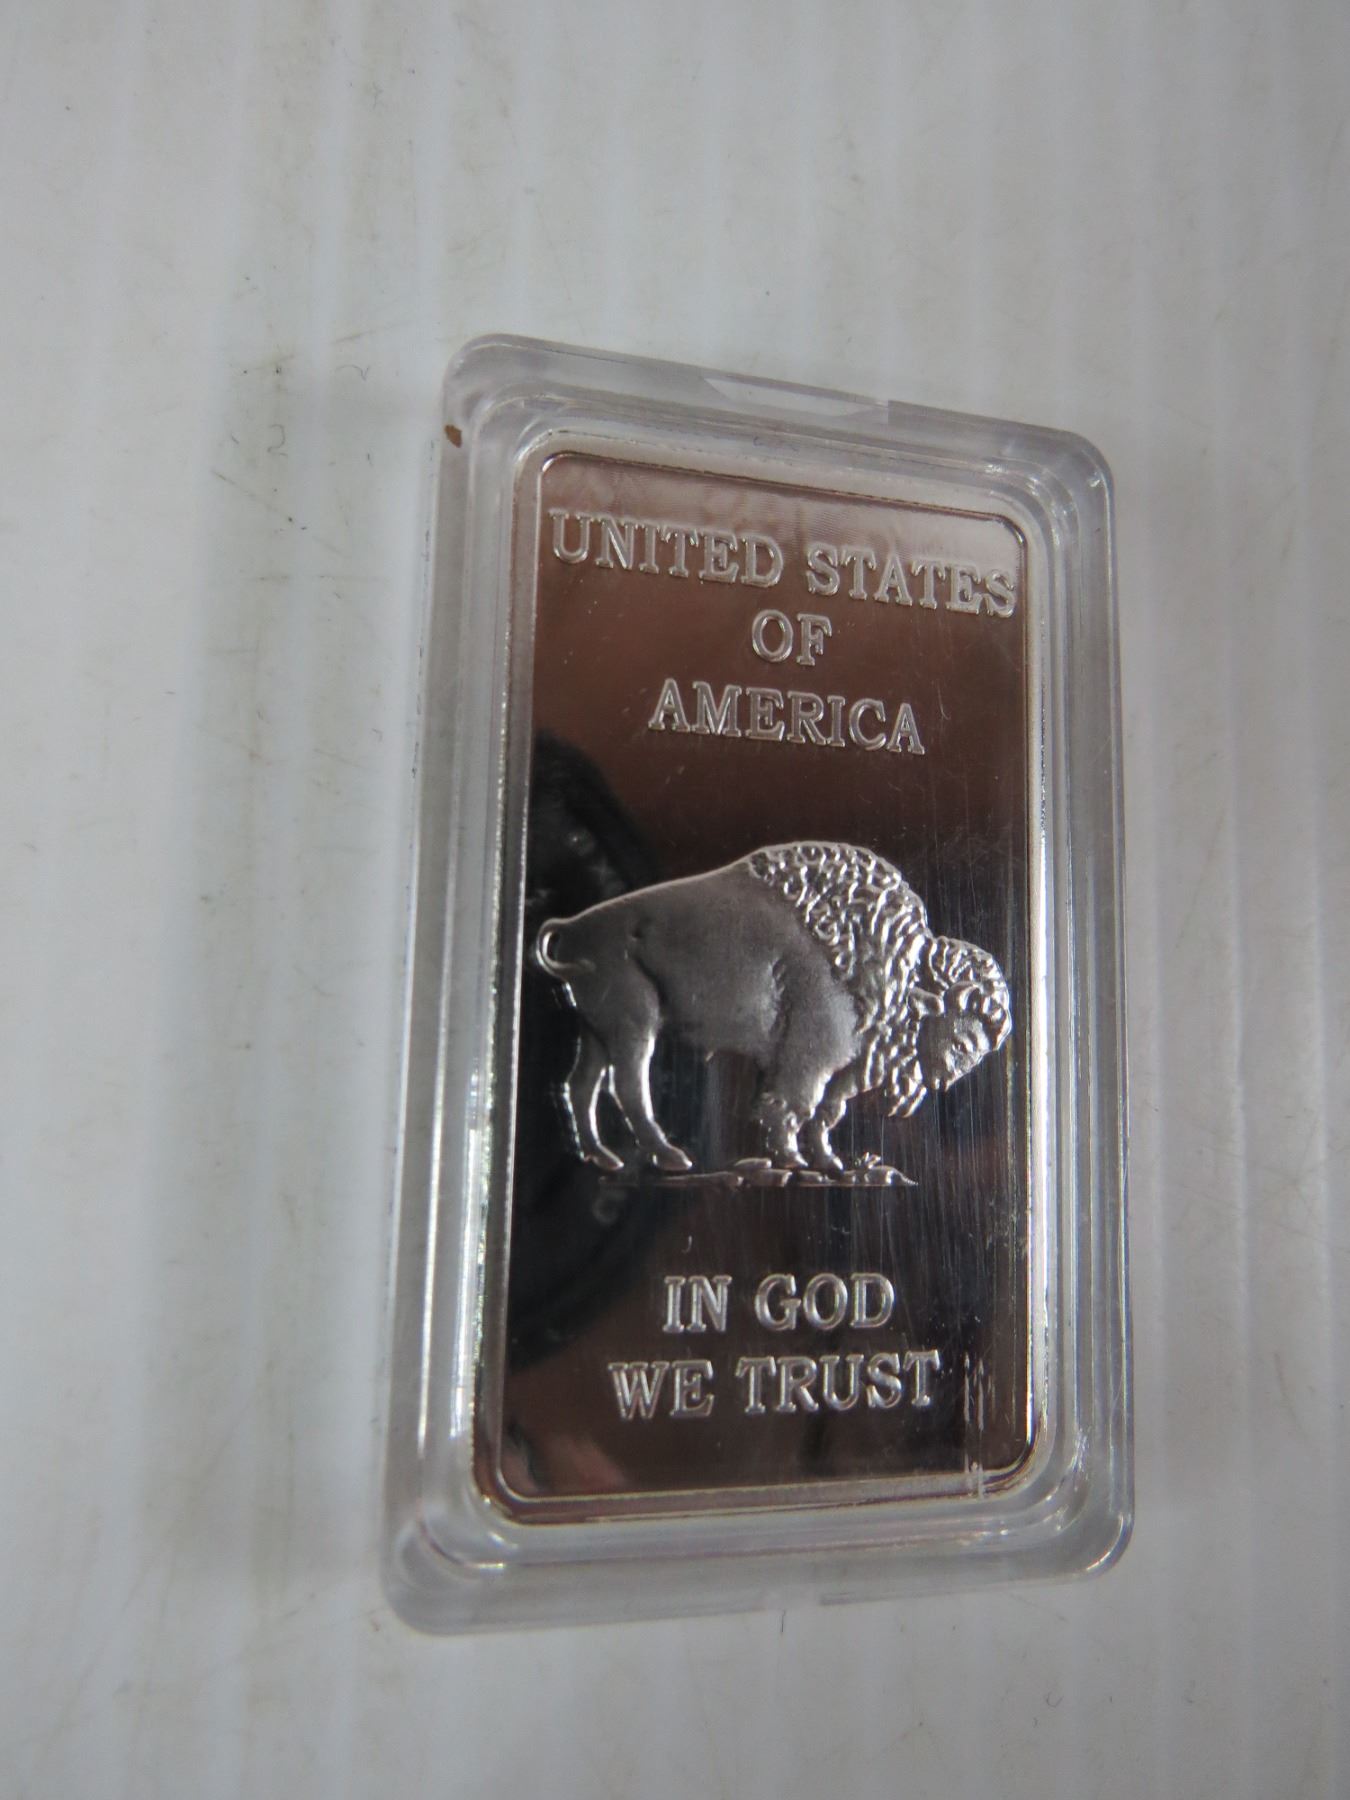 UNITED STATES
OF
AMERICA
IN GOD
WE TRUST